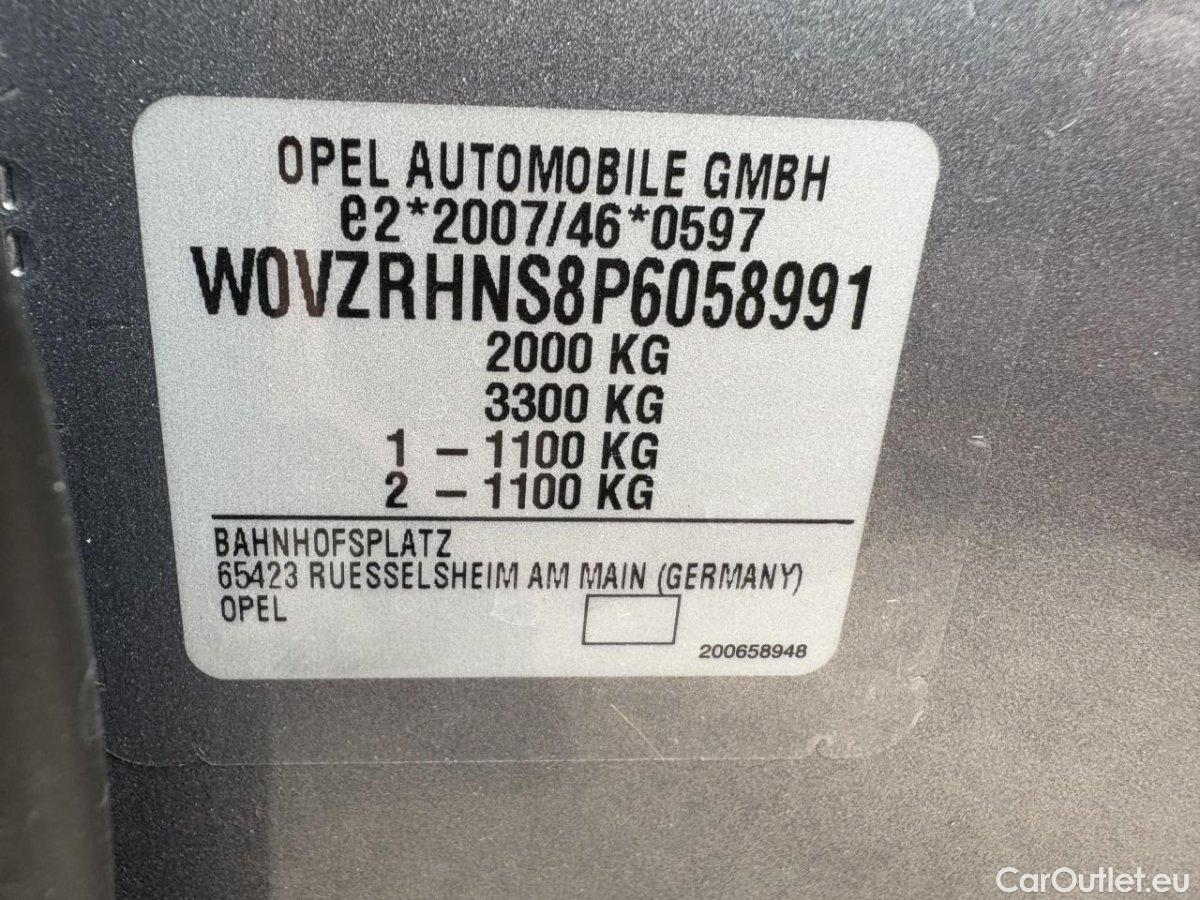 OPEL AUTOMOBILE GMBH
e2*2007/46*0597
W0VZRHNS8P6058991
2000 KG
3300 KG
1 - 1100 KG
2 - 1100 KG
BAHNHOFSPLATZ
65423 RUESSELSHEIM AM MAIN (GERMANY)
OPEL
200658948
CarOutlet.eu